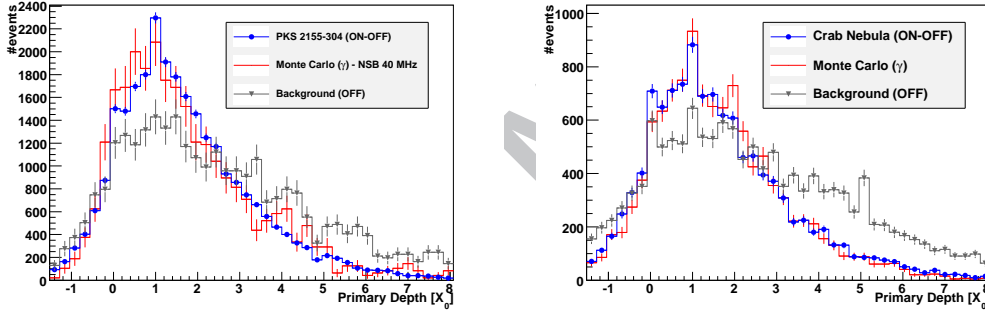 #events
2400
2200
2000
1800
1600
1400
1200
1000
800
600
400
200
0
PKS 2155-304 (ON-OFF)
Monte Carlo (γ) - NSB 40 MHz
Background (OFF)
-1 0 1 2 3 4 5 6 7 8
Primary Depth [X0]
#events
1000
800
600
400
200
0
Crab Nebula (ON-OFF)
Monte Carlo (γ)
Background (OFF)
-1 0 1 2 3 4 5 6 7 8
Primary Depth [X0]